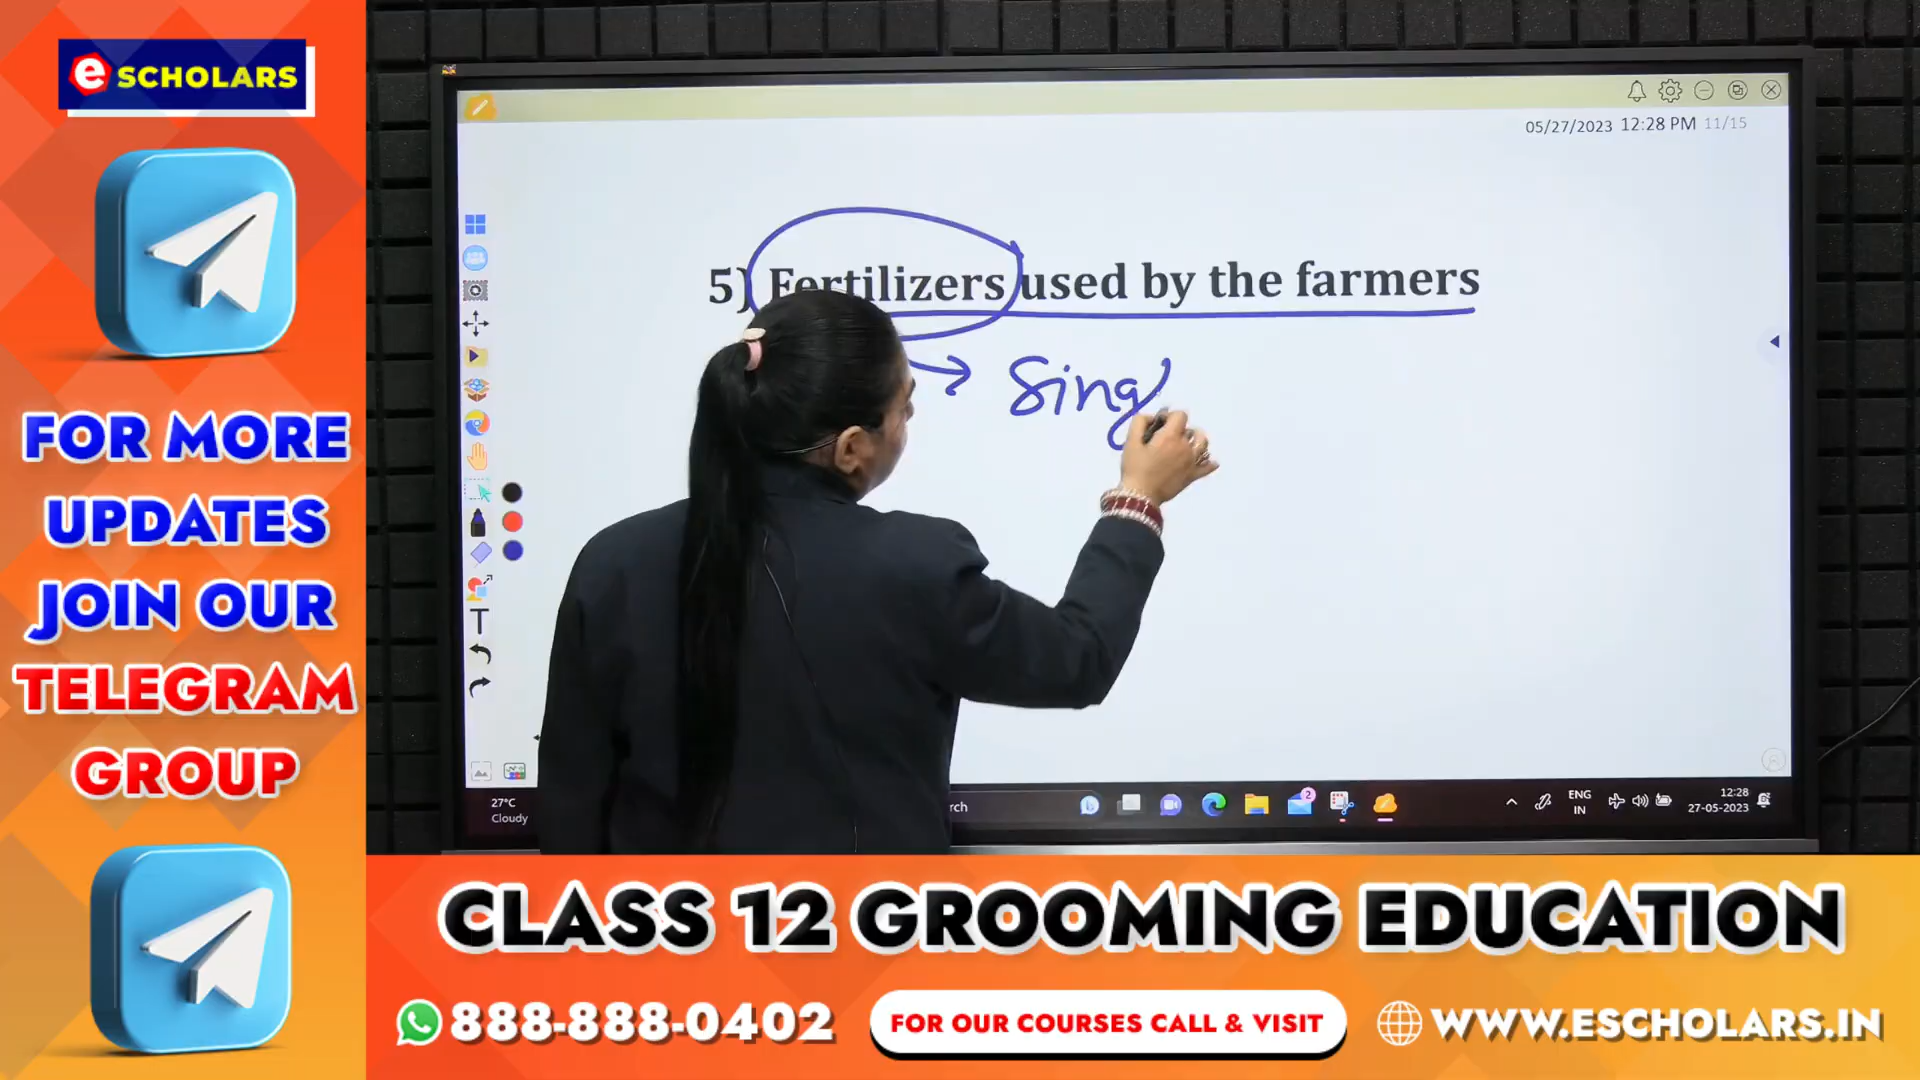 e SCHOLARS
FOR MORE
UPDATES
JOIN OUR
TELEGRAM
GROUP
05/27/2023 12:28 PM 11/15
5) Fertilizers used by the farmers
Sing
T
27°C
Cloudy
rch
2
ENG
IN
12:28
27-05-2023
CLASS 12 GROOMING EDUCATION
888-888-0402
FOR OUR COURSES CALL & VISIT
WWW.ESCHOLARS.IN